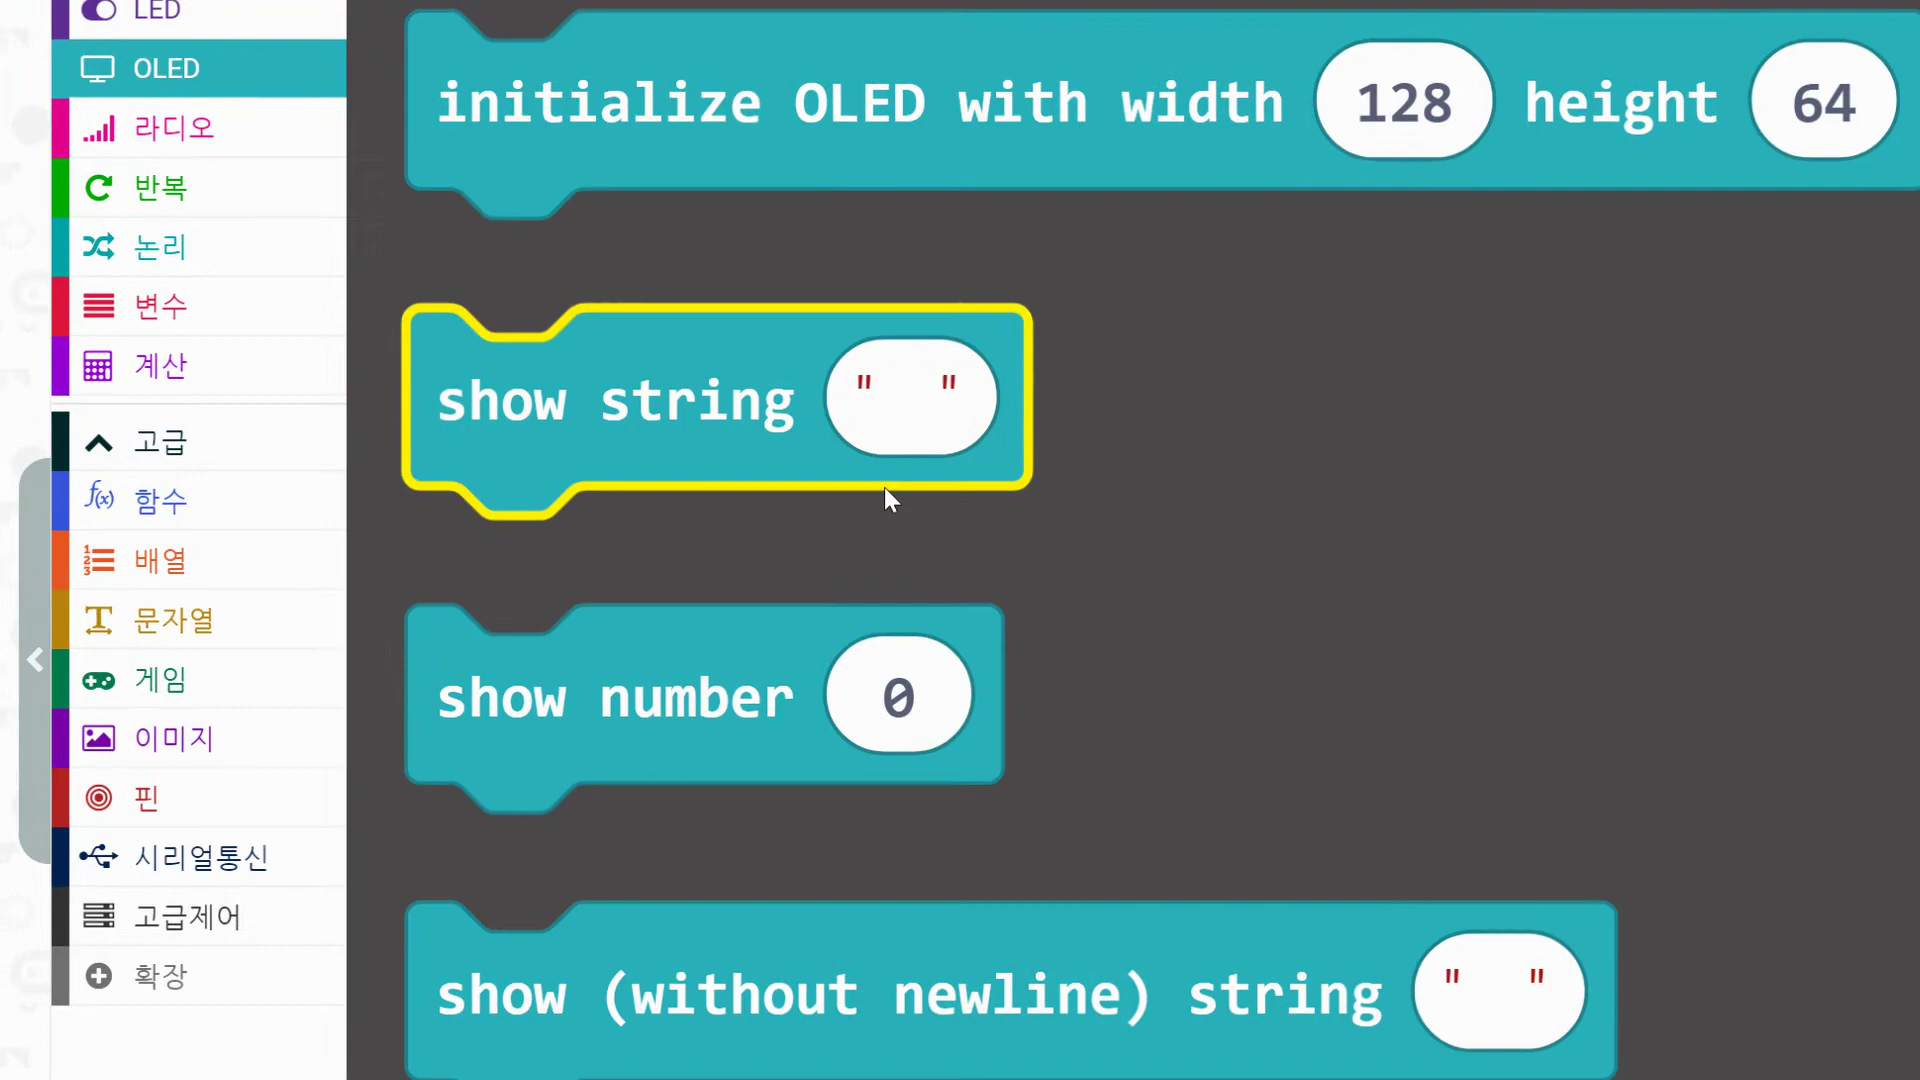 LED
OLED
라디오
반복
논리
변수
계산
고급
함수
배열
문자열
게임
이미지
핀
시리얼통신
고급제어
확장
initialize OLED with width 128 height 64
show string " "
show number 0
show (without newline) string " "